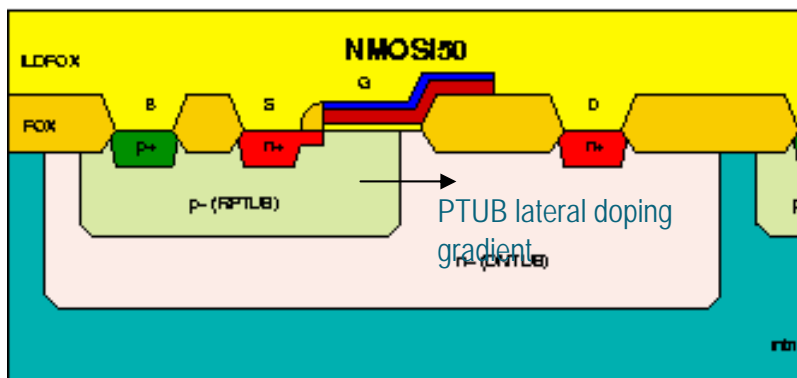 NMOSI50
ILDFOX
G
B
S
D
FOX
p+
n+
n+
p- (RPTUB)
PTUB lateral doping
gradient
n- (DNTUB)